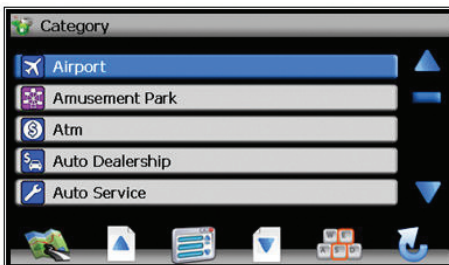 Category
Airport
Amusement Park
Atm
Auto Dealership
Auto Service